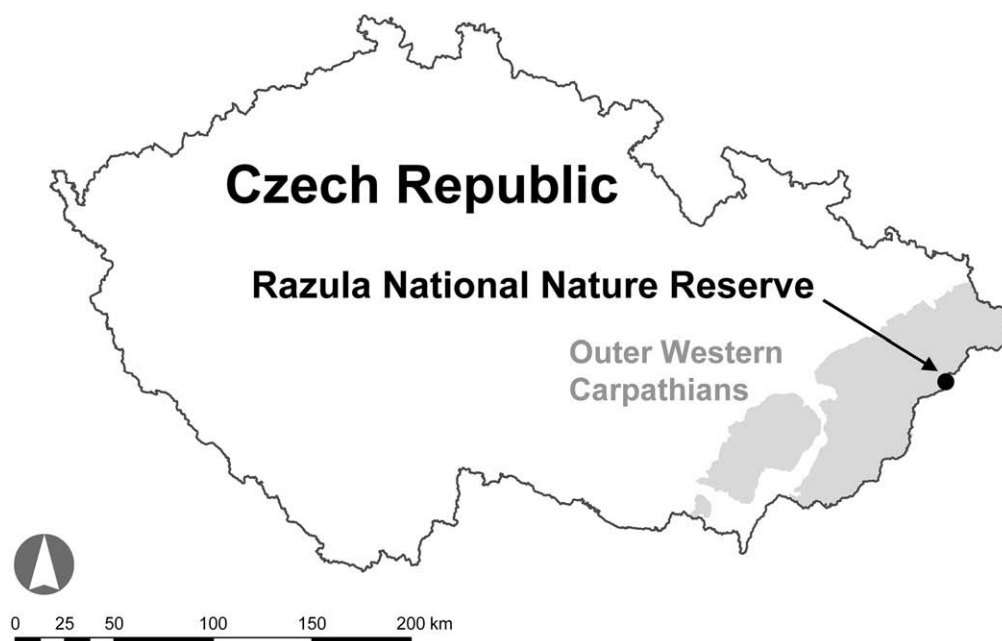 Czech Republic
Razula National Nature Reserve
Outer Western
Carpathians
0 25 50 100 150 200 km